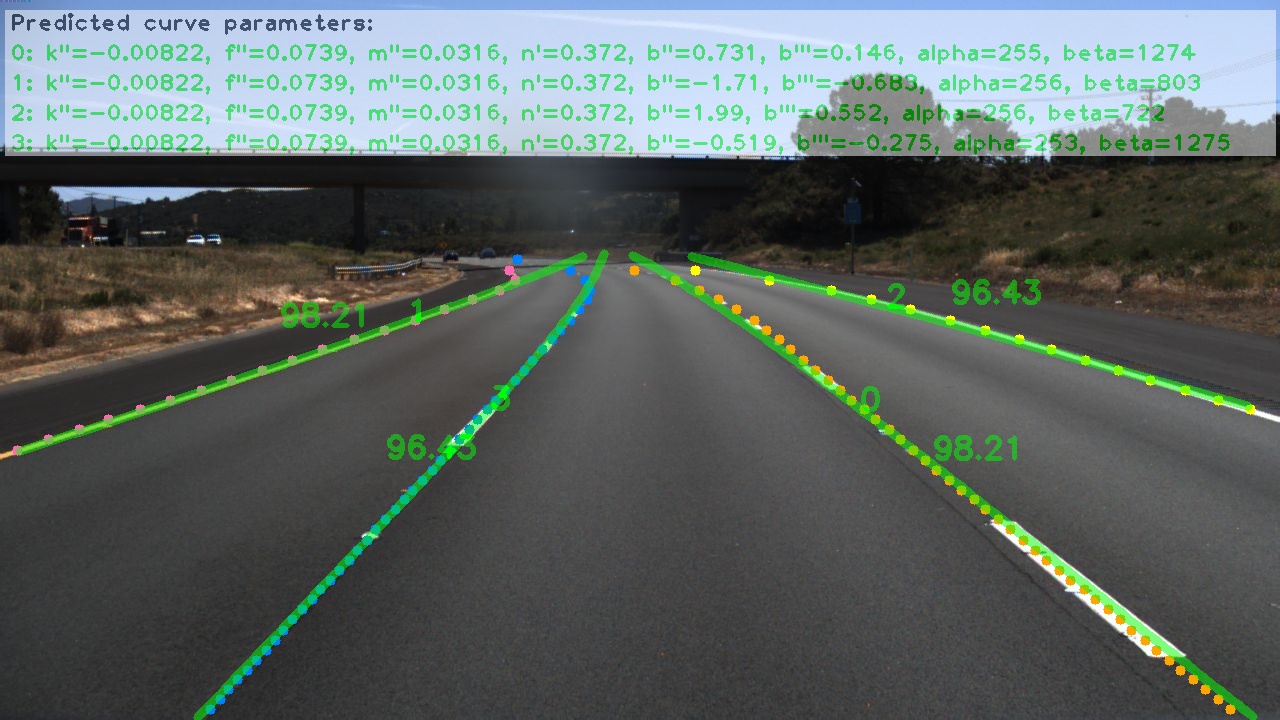 Predicted curve parameters:
0: k''=-0.00822, f''=0.0739, m''=0.0316, n'=0.372, b''=0.731, b'''=0.146, alpha=255, beta=1274
1: k''=-0.00822, f''=0.0739, m''=0.0316, n'=0.372, b''=-1.71, b'''=-0.683, alpha=256, beta=803
2: k''=-0.00822, f''=0.0739, m''=0.0316, n'=0.372, b''=1.99, b'''=0.552, alpha=256, beta=722
3: k''=-0.00822, f''=0.0739, m''=0.0316, n'=0.372, b''=-0.519, b'''=-0.275, alpha=253, beta=1275
98.21 1 2 96.43
3 0
96.43 98.21